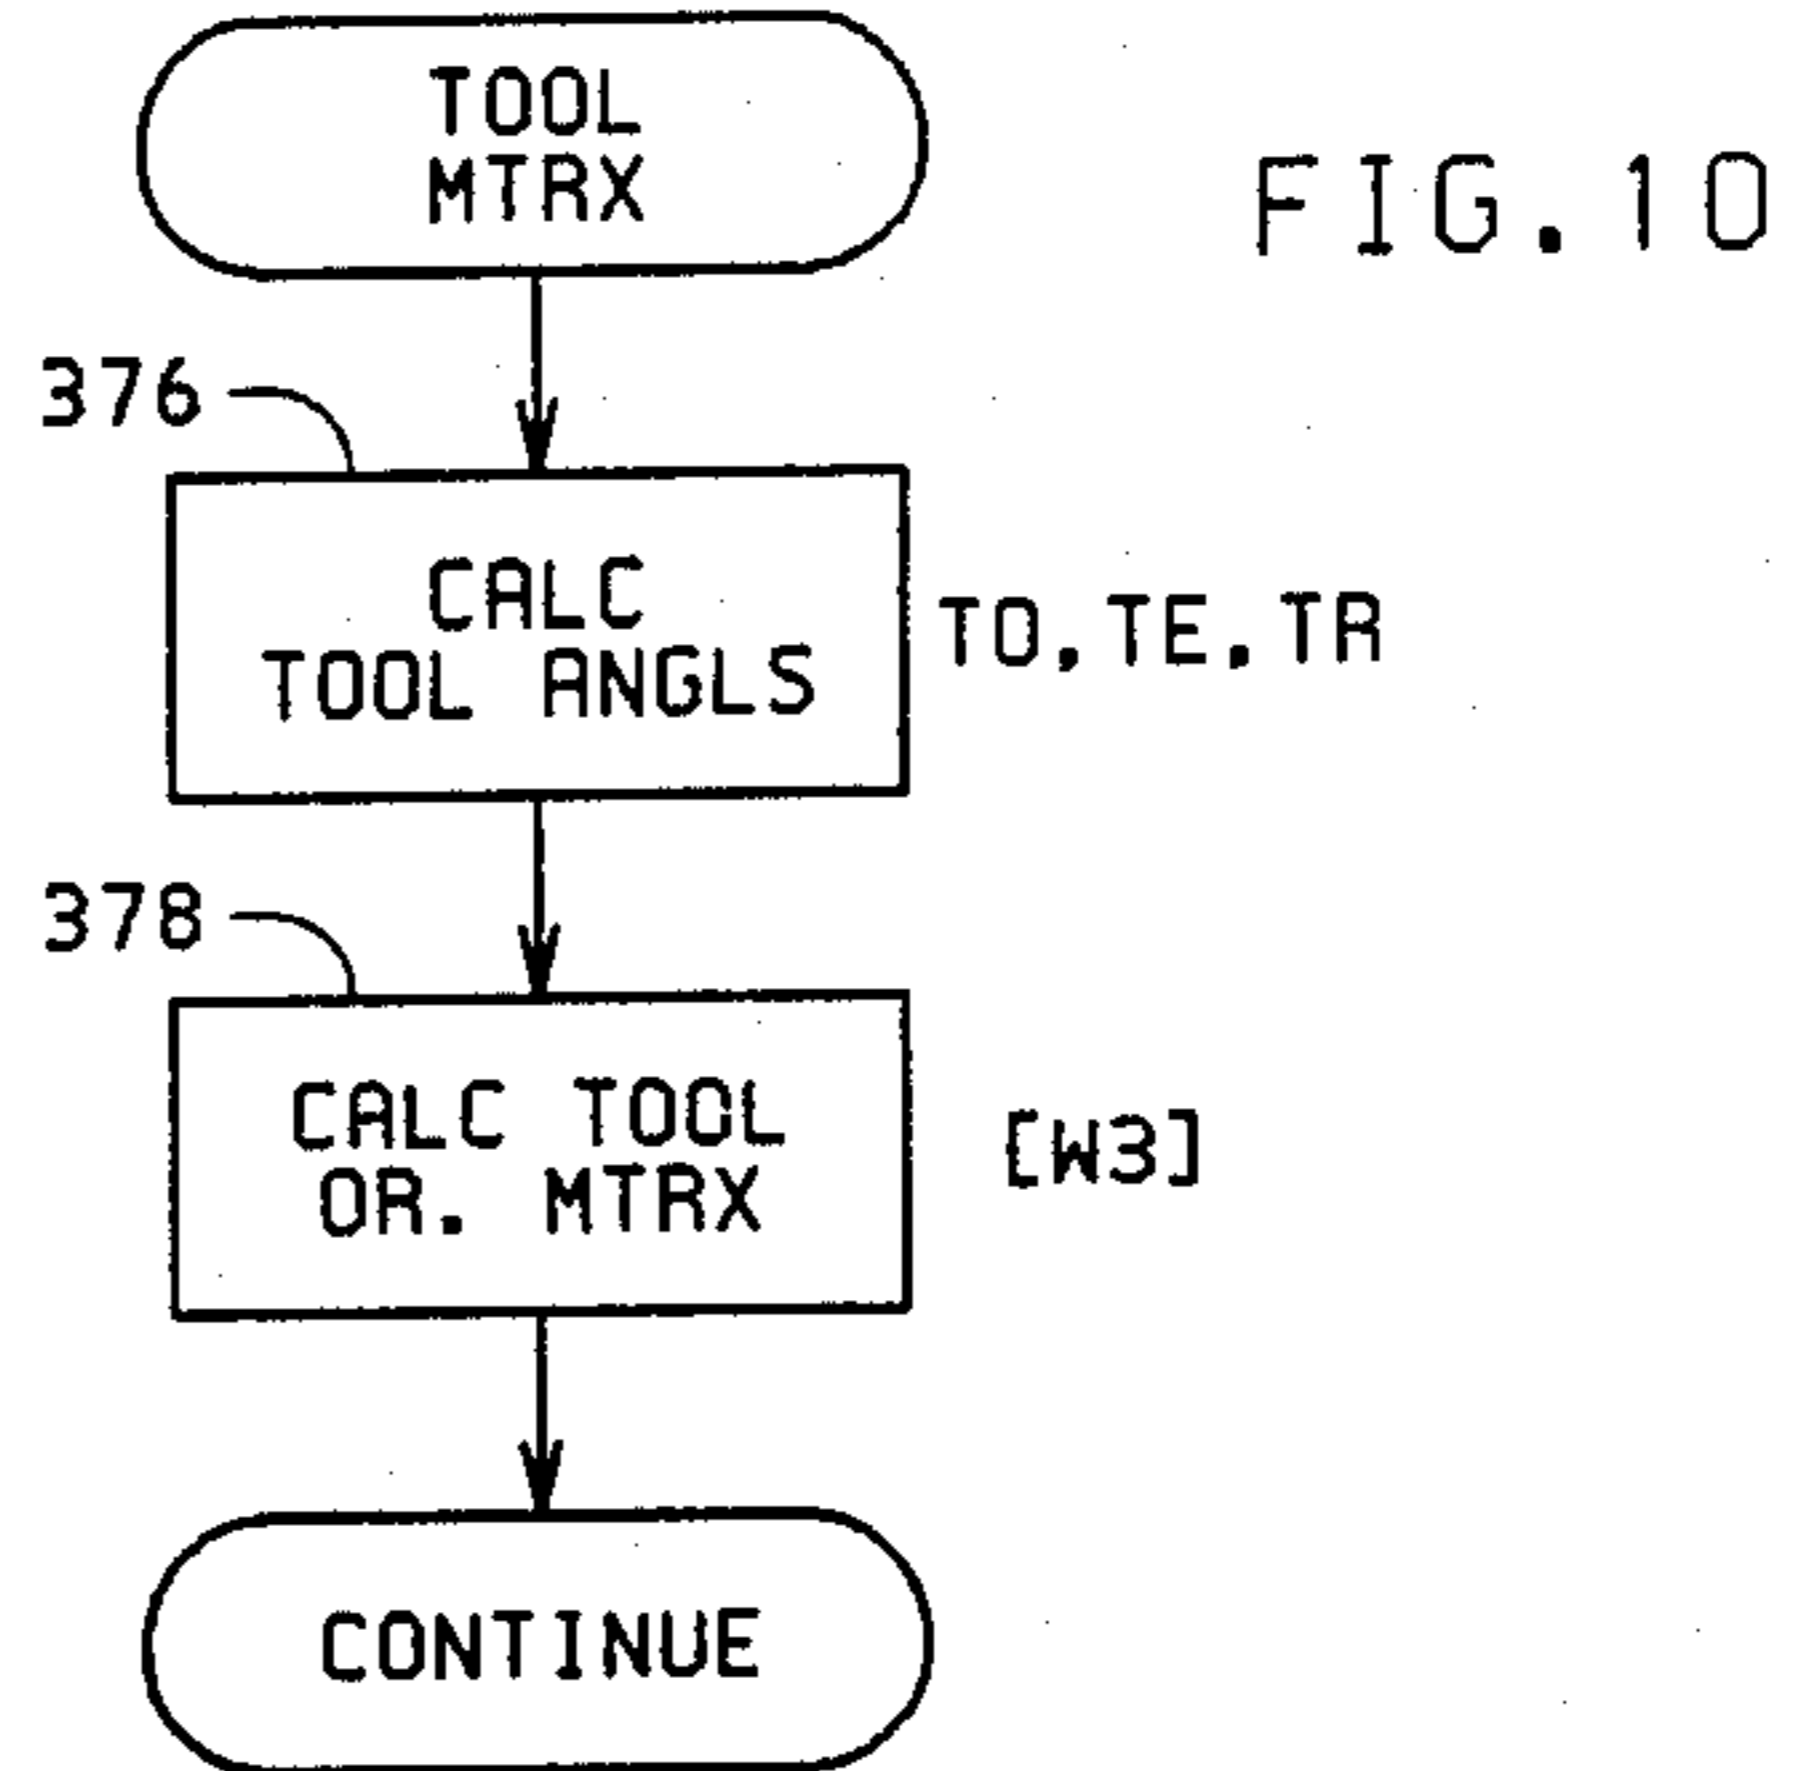 TOOL
MTRX
FIG.10
376
CALC
TOOL ANGLS
TO,TE,TR
378
CALC TOOL
OR. MTRX
[W3]
CONTINUE